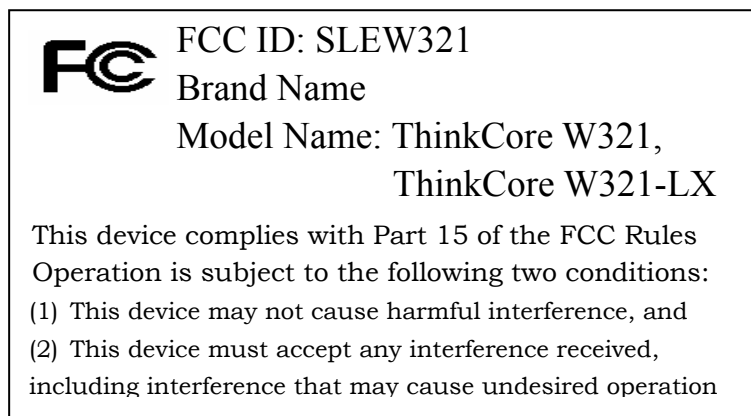 FCC
FCC ID: SLEW321
Brand Name
Model Name: ThinkCore W321,
ThinkCore W321-LX
This device complies with Part 15 of the FCC Rules
Operation is subject to the following two conditions:
(1) This device may not cause harmful interference, and
(2) This device must accept any interference received,
including interference that may cause undesired operation